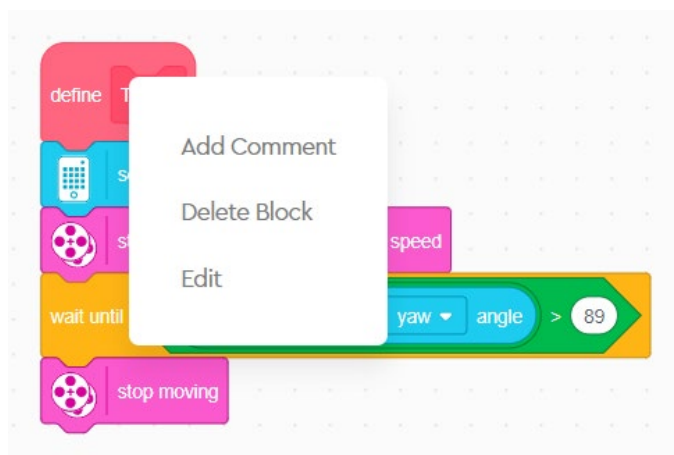 define
Add Comment
Delete Block
speed
Edit
wait until yaw angle > 89
stop moving